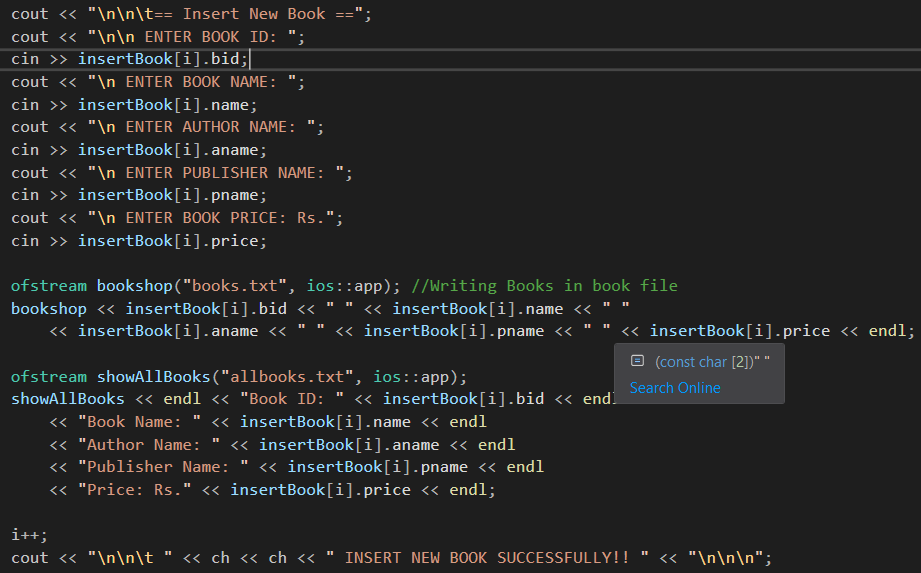 cout << "\n\n\t== Insert New Book ==";
cout << "\n\n ENTER BOOK ID: ";
cin >> insertBook[i].bid;
cout << "\n ENTER BOOK NAME: ";
cin >> insertBook[i].name;
cout << "\n ENTER AUTHOR NAME: ";
cin >> insertBook[i].aname;
cout << "\n ENTER PUBLISHER NAME: ";
cin >> insertBook[i].pname;
cout << "\n ENTER BOOK PRICE: Rs.";
cin >> insertBook[i].price;
ofstream bookshop("books.txt", ios::app); //Writing Books in book file
bookshop << insertBook[i].bid << " " << insertBook[i].name << " "
<< insertBook[i].aname << " " << insertBook[i].pname << " " << insertBook[i].price << endl;
(const char [2])" "
Search Online
ofstream showAllBooks("allbooks.txt", ios::app);
showAllBooks << endl << "Book ID: " << insertBook[i].bid << endl
<< "Book Name: " << insertBook[i].name << endl
<< "Author Name: " << insertBook[i].aname << endl
<< "Publisher Name: " << insertBook[i].pname << endl
<< "Price: Rs." << insertBook[i].price << endl;
i++;
cout << "\n\n\t " << ch << ch << " INSERT NEW BOOK SUCCESSFULLY!! " << "\n\n\n";